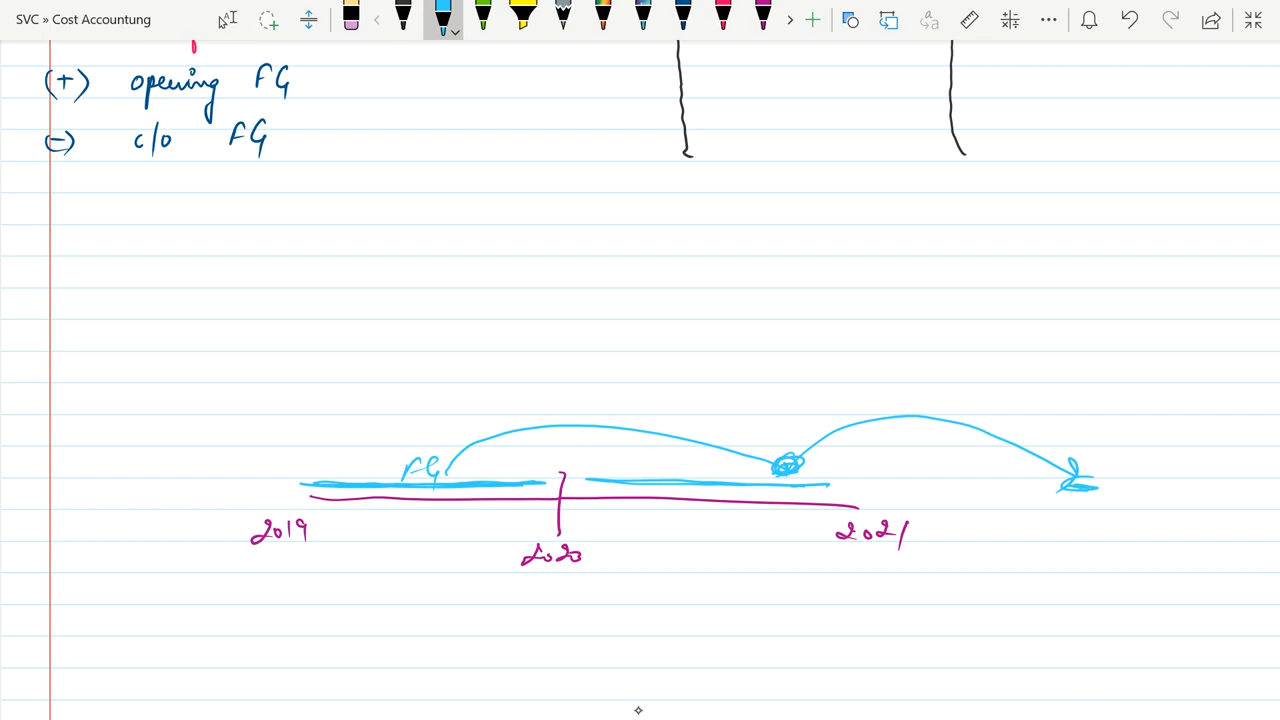 SVC » Cost Accountung
(+) opening FG
(-) c/o FG
FG
2019
2020
2021